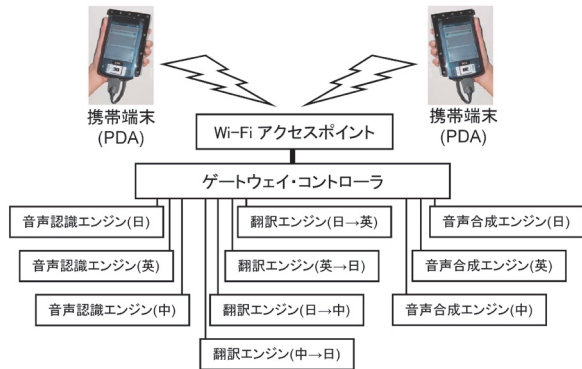 携帯端末
(PDA)
携帯端末
(PDA)
Wi-Fi アクセスポイント
ゲートウェイ・コントローラ
音声認識エンジン(日)
翻訳エンジン(日→英)
音声合成エンジン(日)
音声認識エンジン(英)
翻訳エンジン(英→日)
音声合成エンジン(英)
音声認識エンジン(中)
翻訳エンジン(日→中)
音声合成エンジン(中)
翻訳エンジン(中→日)